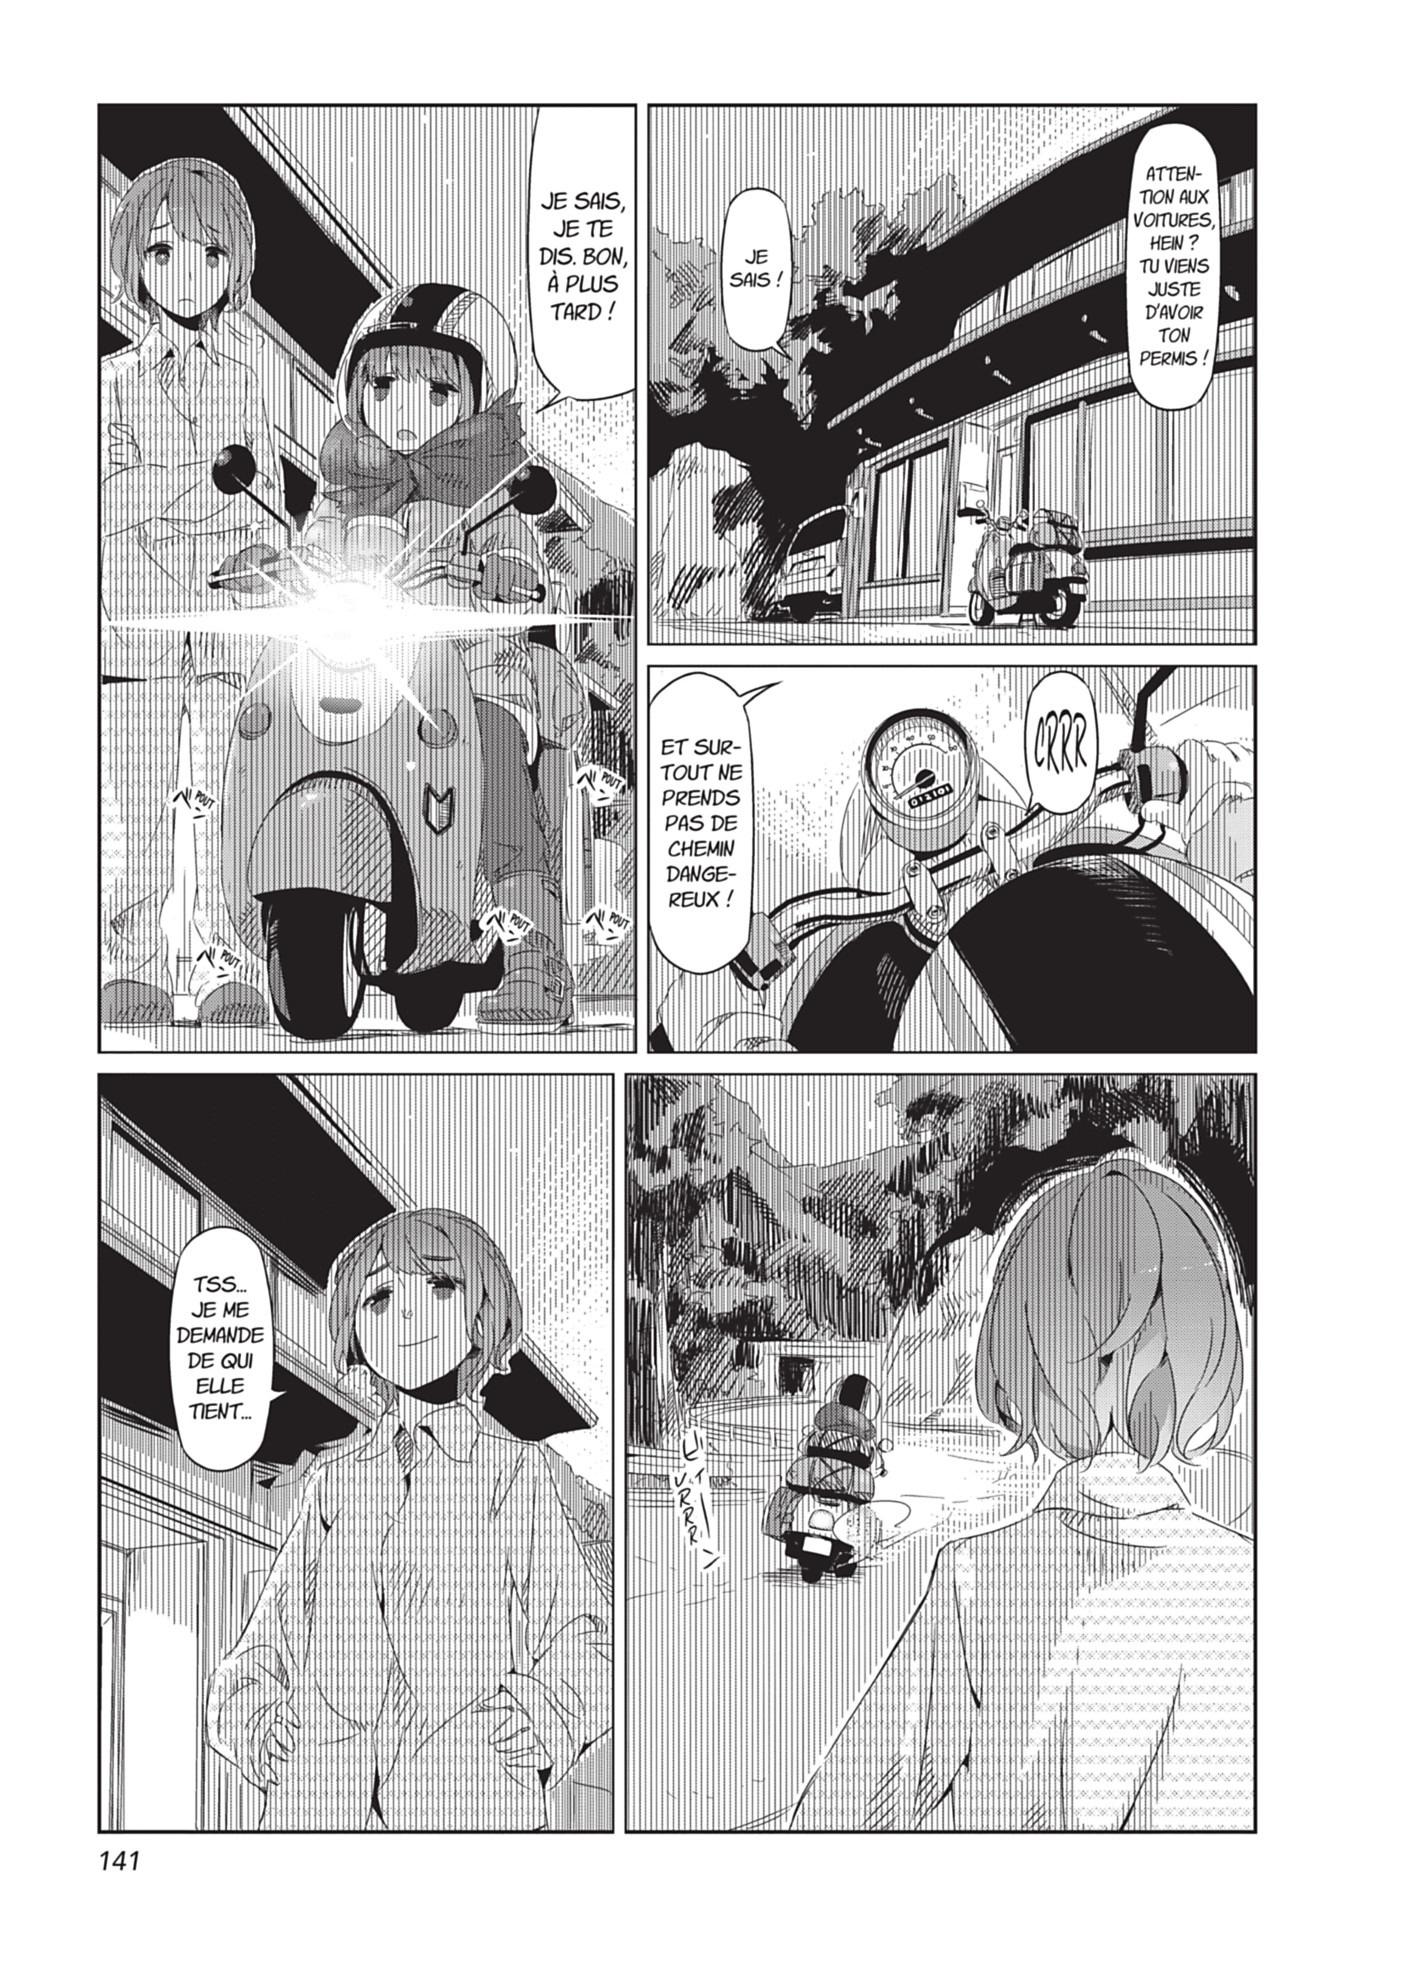 ATTEN-
TION AUX
VOITURES,
HEIN ?
TU VIENS
JUSTE
D'AVOIR
TON
PERMIS !
JE
SAIS !
CRRR
012101
ET SUR-
TOUT NE
PRENDS
PAS DE
CHEMIN
DANGE-
REUX !
JE SAIS,
JE TE
DIS. BON,
À PLUS
TARD !
POUT
POUT
POUT
POUT
POUT
VRRRR
TSS...
JE ME
DEMANDE
DE QUI
ELLE
TIENT...
141